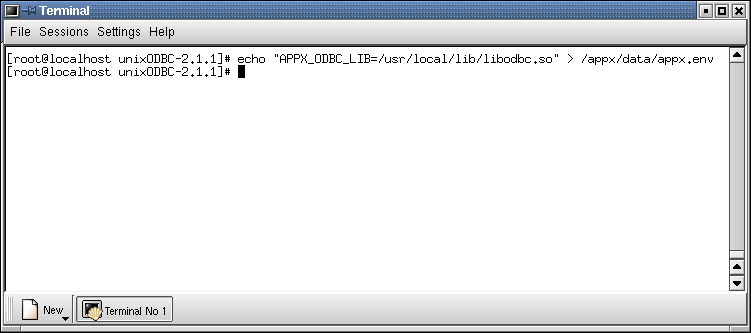 Terminal
File Sessions Settings Help
[root@localhost unixODBC-2.1.1]# echo "APPX_ODBC_LIB=/usr/local/lib/libodbc.so" > /appx/data/appx.env
[root@localhost unixODBC-2.1.1]#
New
Terminal No 1